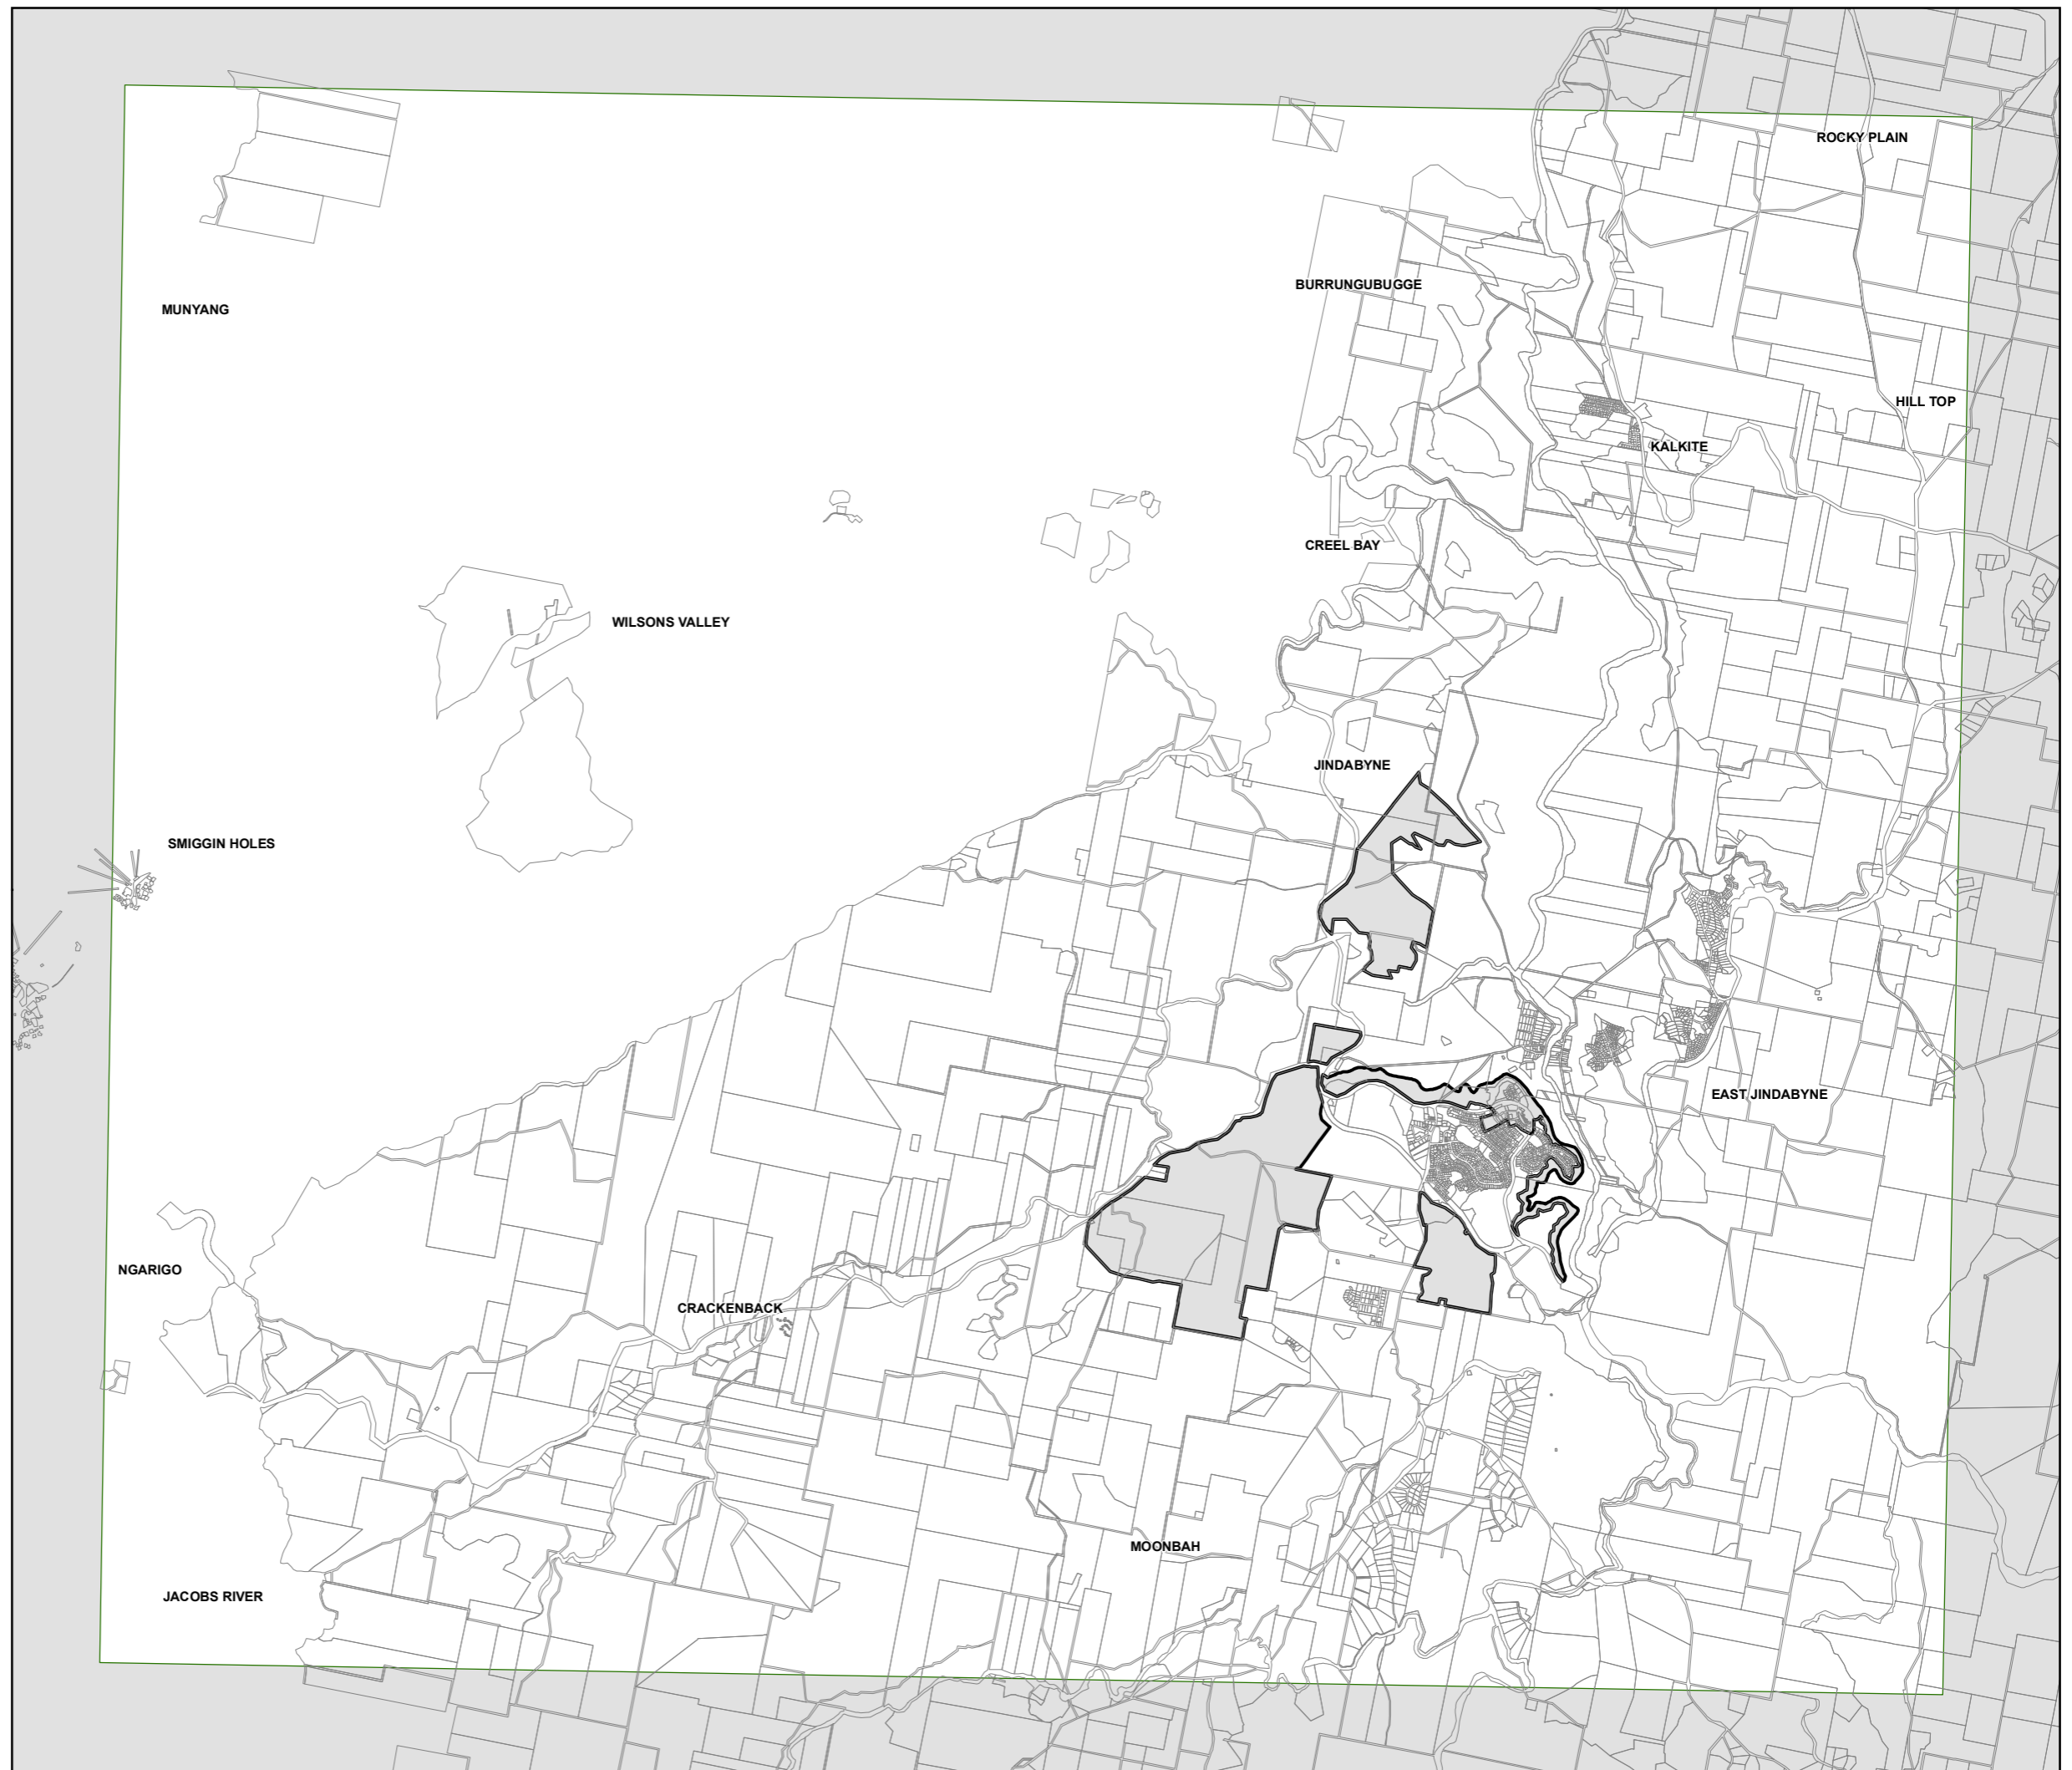 ROCKY PLAIN
BURRUNGUBUGGE
MUNYANG
HILL TOP
KALKITE
CREEL BAY
WILSONS VALLEY
JINDABYNE
SMIGGIN HOLES
EAST JINDABYNE
NGARIGO
CRACKENBACK
MOONBAH
JACOBS RIVER